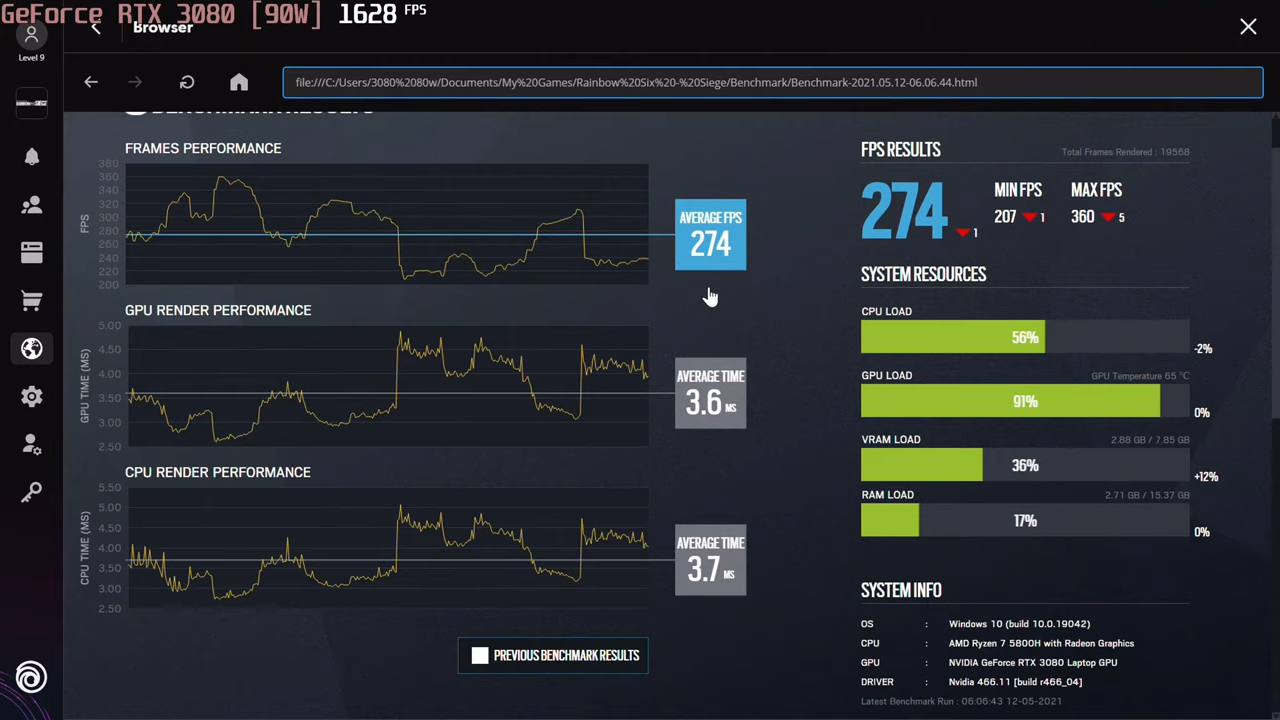 GeForce RTX 3080 [90W] 1628 FPS
Level 9
Browser
file:///C:/Users/3080%2080w/Documents/My%20Games/Rainbow%20Six%20-%20Siege/Benchmark/Benchmark-2021.05.12-06.06.44.html
BENCHMARK RESULTS
FRAMES PERFORMANCE
380
360
340
320
300
280
260
240
220
200
FPS
AVERAGE FPS
274
GPU RENDER PERFORMANCE
5.00
4.50
4.00
3.50
3.00
2.50
GPU TIME (MS)
AVERAGE TIME
3.6 MS
CPU RENDER PERFORMANCE
5.50
5.00
4.50
4.00
3.50
3.00
2.50
CPU TIME (MS)
AVERAGE TIME
3.7 MS
PREVIOUS BENCHMARK RESULTS
FPS RESULTS
Total Frames Rendered : 19568
274 1
MIN FPS
207 1
MAX FPS
360 5
SYSTEM RESOURCES
CPU LOAD
56%
-2%
GPU LOAD
GPU Temperature 65 °C
91%
0%
VRAM LOAD
2.88 GB / 7.85 GB
36%
+12%
RAM LOAD
2.71 GB / 15.37 GB
17%
0%
SYSTEM INFO
OS : Windows 10 (build 10.0.19042)
CPU : AMD Ryzen 7 5800H with Radeon Graphics
GPU : NVIDIA GeForce RTX 3080 Laptop GPU
DRIVER : Nvidia 466.11 [build r466_04]
Latest Benchmark Run : 06:06:43 12-05-2021